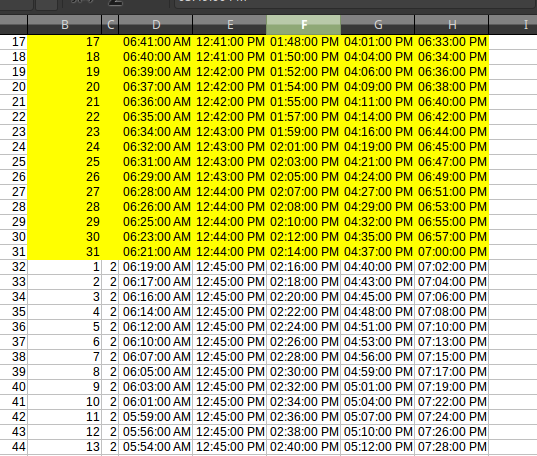 B C D E F G H I
17 17 06:41:00 AM 12:41:00 PM 01:48:00 PM 04:01:00 PM 06:33:00 PM
18 18 06:40:00 AM 12:41:00 PM 01:50:00 PM 04:04:00 PM 06:34:00 PM
19 19 06:39:00 AM 12:42:00 PM 01:52:00 PM 04:06:00 PM 06:36:00 PM
20 20 06:37:00 AM 12:42:00 PM 01:54:00 PM 04:09:00 PM 06:38:00 PM
21 21 06:36:00 AM 12:42:00 PM 01:55:00 PM 04:11:00 PM 06:40:00 PM
22 22 06:35:00 AM 12:42:00 PM 01:57:00 PM 04:14:00 PM 06:42:00 PM
23 23 06:34:00 AM 12:43:00 PM 01:59:00 PM 04:16:00 PM 06:44:00 PM
24 24 06:32:00 AM 12:43:00 PM 02:01:00 PM 04:19:00 PM 06:45:00 PM
25 25 06:31:00 AM 12:43:00 PM 02:03:00 PM 04:21:00 PM 06:47:00 PM
26 26 06:29:00 AM 12:43:00 PM 02:05:00 PM 04:24:00 PM 06:49:00 PM
27 27 06:28:00 AM 12:44:00 PM 02:07:00 PM 04:27:00 PM 06:51:00 PM
28 28 06:26:00 AM 12:44:00 PM 02:08:00 PM 04:29:00 PM 06:53:00 PM
29 29 06:25:00 AM 12:44:00 PM 02:10:00 PM 04:32:00 PM 06:55:00 PM
30 30 06:23:00 AM 12:44:00 PM 02:12:00 PM 04:35:00 PM 06:57:00 PM
31 31 06:21:00 AM 12:44:00 PM 02:14:00 PM 04:37:00 PM 07:00:00 PM
32 1 2 06:19:00 AM 12:45:00 PM 02:16:00 PM 04:40:00 PM 07:02:00 PM
33 2 2 06:17:00 AM 12:45:00 PM 02:18:00 PM 04:43:00 PM 07:04:00 PM
34 3 2 06:16:00 AM 12:45:00 PM 02:20:00 PM 04:45:00 PM 07:06:00 PM
35 4 2 06:14:00 AM 12:45:00 PM 02:22:00 PM 04:48:00 PM 07:08:00 PM
36 5 2 06:12:00 AM 12:45:00 PM 02:24:00 PM 04:51:00 PM 07:10:00 PM
37 6 2 06:10:00 AM 12:45:00 PM 02:26:00 PM 04:53:00 PM 07:13:00 PM
38 7 2 06:07:00 AM 12:45:00 PM 02:28:00 PM 04:56:00 PM 07:15:00 PM
39 8 2 06:05:00 AM 12:45:00 PM 02:30:00 PM 04:59:00 PM 07:17:00 PM
40 9 2 06:03:00 AM 12:45:00 PM 02:32:00 PM 05:01:00 PM 07:19:00 PM
41 10 2 06:01:00 AM 12:45:00 PM 02:34:00 PM 05:04:00 PM 07:22:00 PM
42 11 2 05:59:00 AM 12:45:00 PM 02:36:00 PM 05:07:00 PM 07:24:00 PM
43 12 2 05:56:00 AM 12:45:00 PM 02:38:00 PM 05:10:00 PM 07:26:00 PM
44 13 2 05:54:00 AM 12:45:00 PM 02:40:00 PM 05:12:00 PM 07:28:00 PM